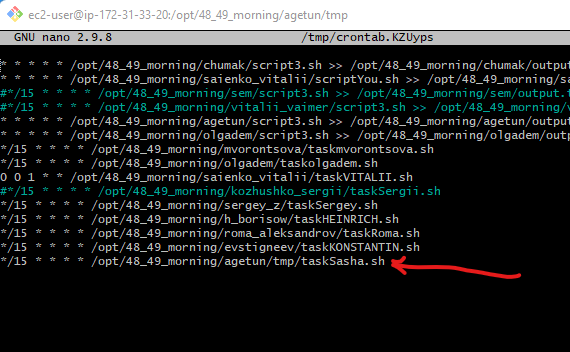 ec2-user@ip-172-31-33-20:/opt/48_49_morning/agetun/tmp
GNU nano 2.9.8 /tmp/crontab.KZUyps
* * * * * /opt/48_49_morning/chumak/script3.sh >> /opt/48_49_morning/chumak/output
* * * * * /opt/48_49_morning/saienko_vitalii/scriptYou.sh >> /opt/48_49_morning/sa
#*/15 * * * * /opt/48_49_morning/sem/script3.sh >> /opt/48_49_morning/sem/output.t
#*/15 * * * * /opt/48_49_morning/vitalii_vaimer/script3.sh >> /opt/48_49_morning/v
* * * * * /opt/48_49_morning/agetun/script3.sh >> /opt/48_49_morning/agetun/output
* * * * * /opt/48_49_morning/olgadem/script3.sh >> /opt/48_49_morning/olgadem/outp
*/15 * * * * /opt/48_49_morning/mvorontsova/taskmvorontsova.sh
*/15 * * * * /opt/48_49_morning/olgadem/taskolgadem.sh
0 0 1 * * /opt/48_49_morning/saienko_vitalii/taskVITALII.sh
#*/15 * * * * /opt/48_49_morning/kozhushko_sergii/taskSergii.sh
*/15 * * * * /opt/48_49_morning/sergey_z/taskSergey.sh
*/15 * * * * /opt/48_49_morning/h_borisow/taskHEINRICH.sh
*/15 * * * * /opt/48_49_morning/roma_aleksandrov/taskRoma.sh
*/15 * * * * /opt/48_49_morning/evstigneev/taskKONSTANTIN.sh
*/15 * * * * /opt/48_49_morning/agetun/tmp/taskSasha.sh